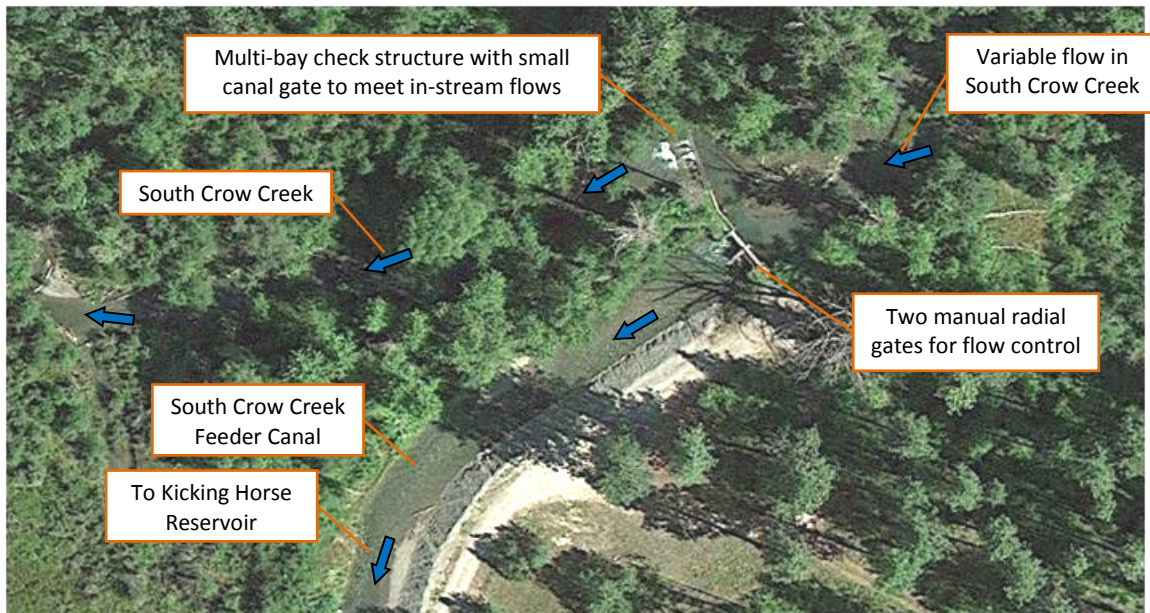 Multi-bay check structure with small
canal gate to meet in-stream flows
Variable flow in
South Crow Creek
South Crow Creek
Two manual radial
gates for flow control
South Crow Creek
Feeder Canal
To Kicking Horse
Reservoir